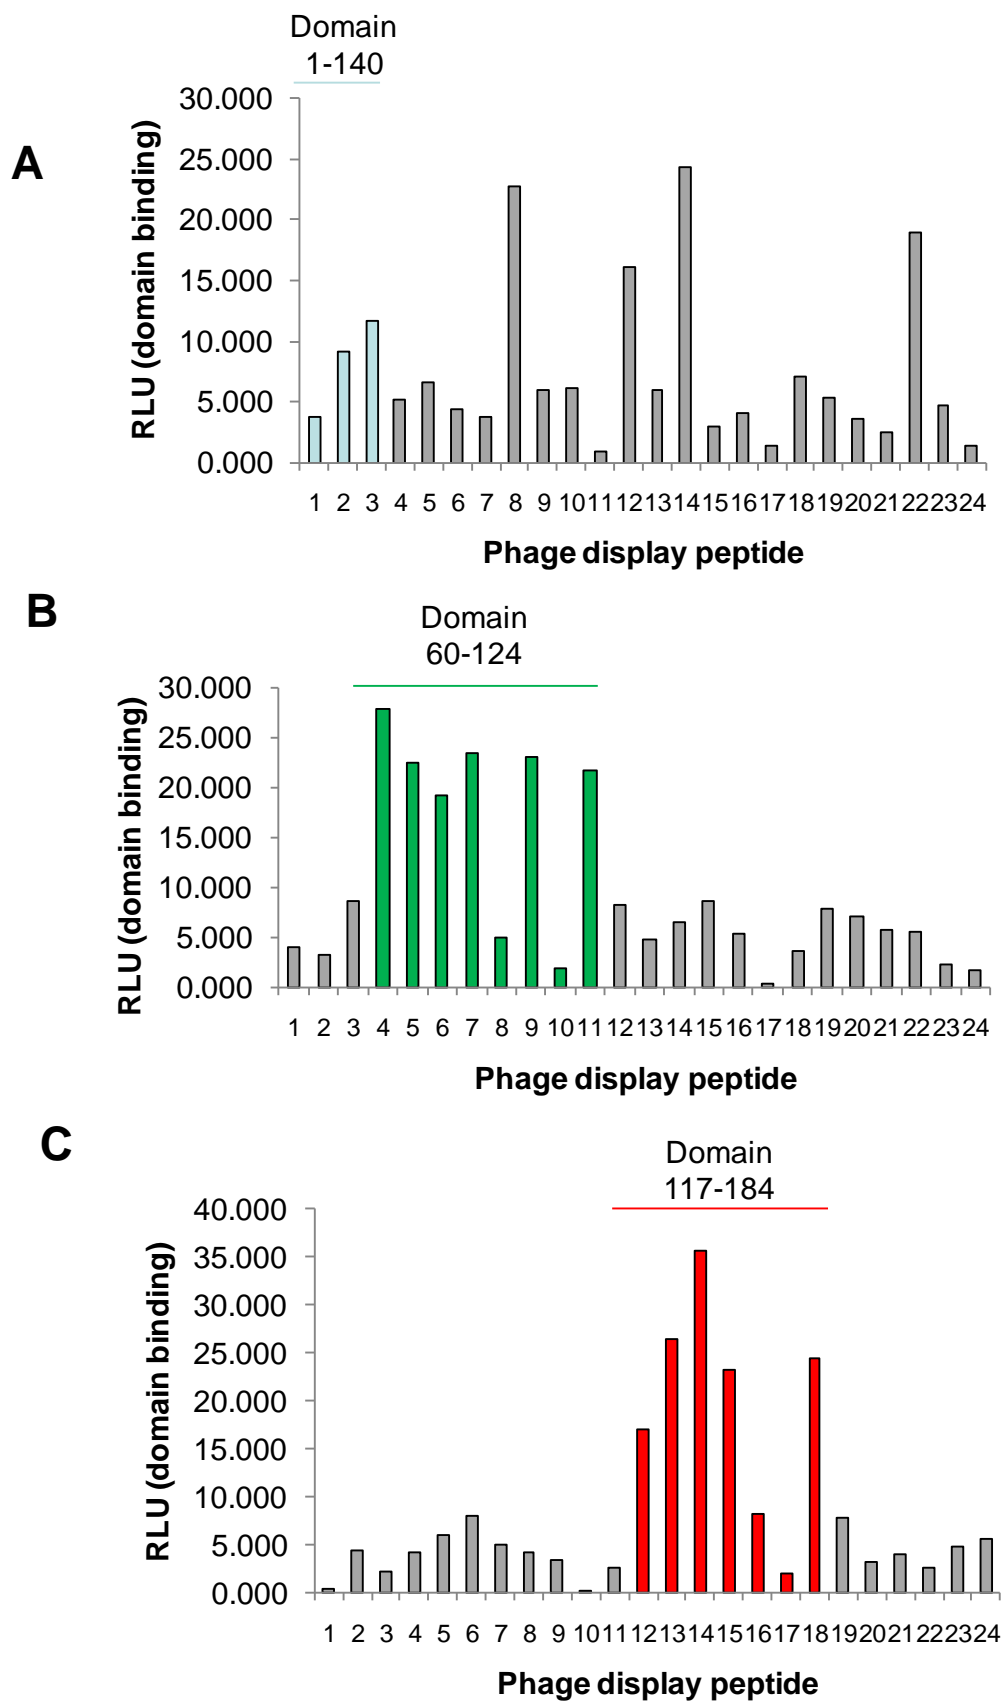 Domain
1-140
A
RLU (domain binding)
30.000
25.000
20.000
15.000
10.000
5.000
0.000
1 2 3 4 5 6 7 8 9 10 11 12 13 14 15 16 17 18 19 20 21 22 23 24
Phage display peptide
B
Domain
60-124
RLU (domain binding)
30.000
25.000
20.000
15.000
10.000
5.000
0.000
1 2 3 4 5 6 7 8 9 10 11 12 13 14 15 16 17 18 19 20 21 22 23 24
Phage display peptide
C
Domain
117-184
RLU (domain binding)
40.000
35.000
30.000
25.000
20.000
15.000
10.000
5.000
0.000
1 2 3 4 5 6 7 8 9 10 11 12 13 14 15 16 17 18 19 20 21 22 23 24
Phage display peptide